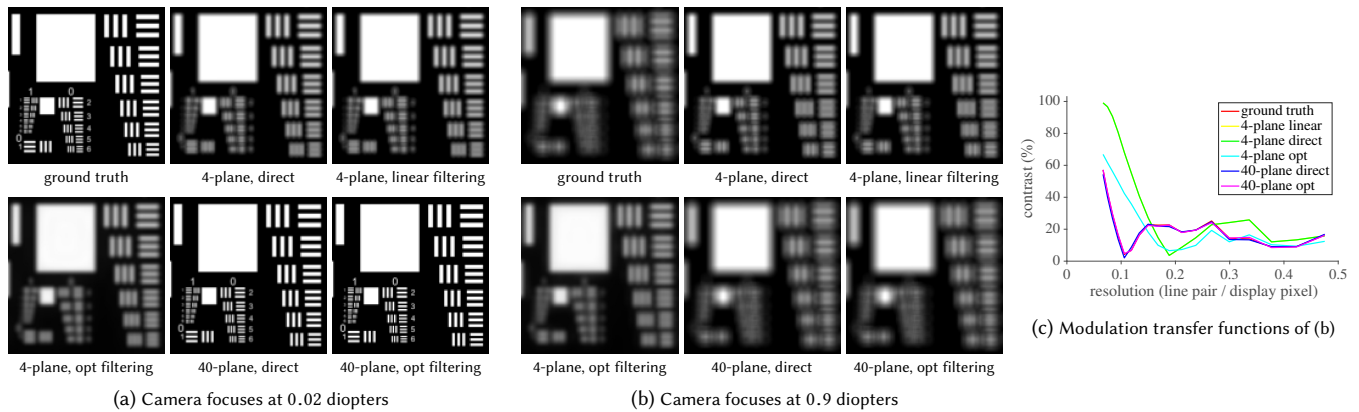 ground truth
4-plane, direct
4-plane, linear filtering
4-plane, opt filtering
40-plane, direct
40-plane, opt filtering
(a) Camera focuses at 0.02 diopters
ground truth
4-plane, direct
4-plane, linear filtering
4-plane, opt filtering
40-plane, direct
40-plane, opt filtering
(b) Camera focuses at 0.9 diopters
contrast (%)
100
80
60
40
20
0
0
0.1
0.2
0.3
0.4
0.5
resolution (line pair / display pixel)
ground truth
4-plane linear
4-plane direct
4-plane opt
40-plane direct
40-plane opt
(c) Modulation transfer functions of (b)